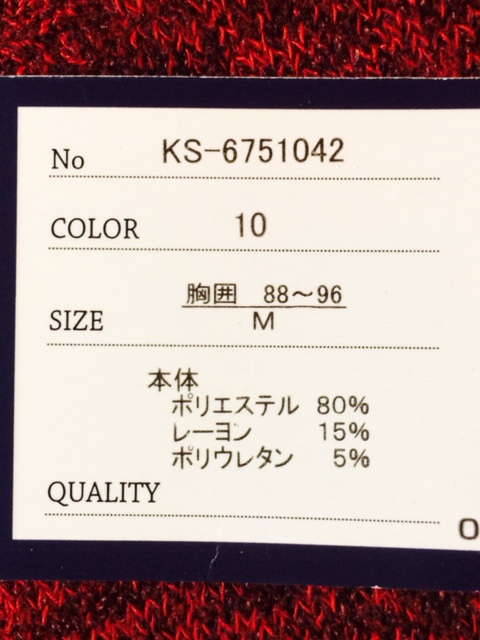 No KS-6751042
COLOR 10
胸囲 88〜96
SIZE M
本体
ポリエステル 80%
レーヨン 15%
ポリウレタン 5%
QUALITY